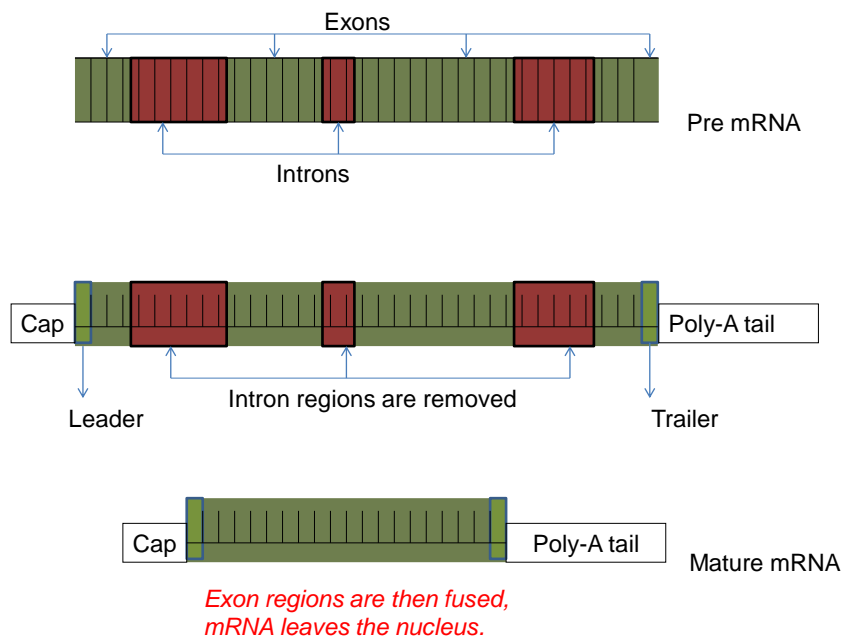 Exons
Pre mRNA
Introns
Cap
Poly-A tail
Leader
Intron regions are removed
Trailer
Cap
Poly-A tail
Mature mRNA
Exon regions are then fused,
mRNA leaves the nucleus.